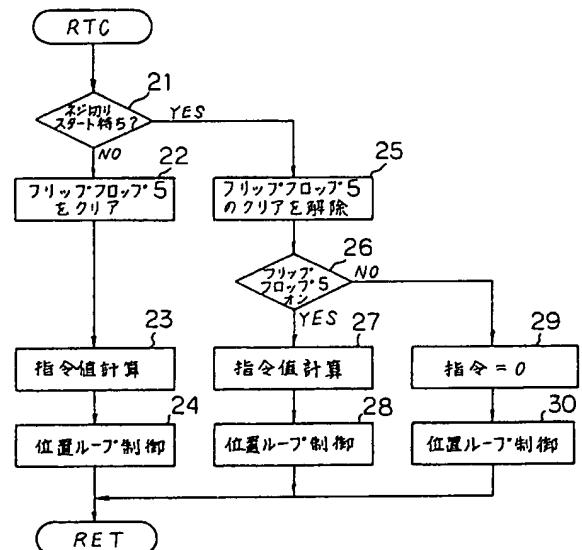 RTC
21
ネジ切り
スタート待ち?
YES
NO
22
フリップフロップ5
をクリア
25
フリップフロップ5
のクリアを解除
26
フリップ
フロップ5
オン
NO
YES
23
指令値計算
27
指令値計算
29
指令=0
24
位置ループ制御
28
位置ループ制御
30
位置ループ制御
RET